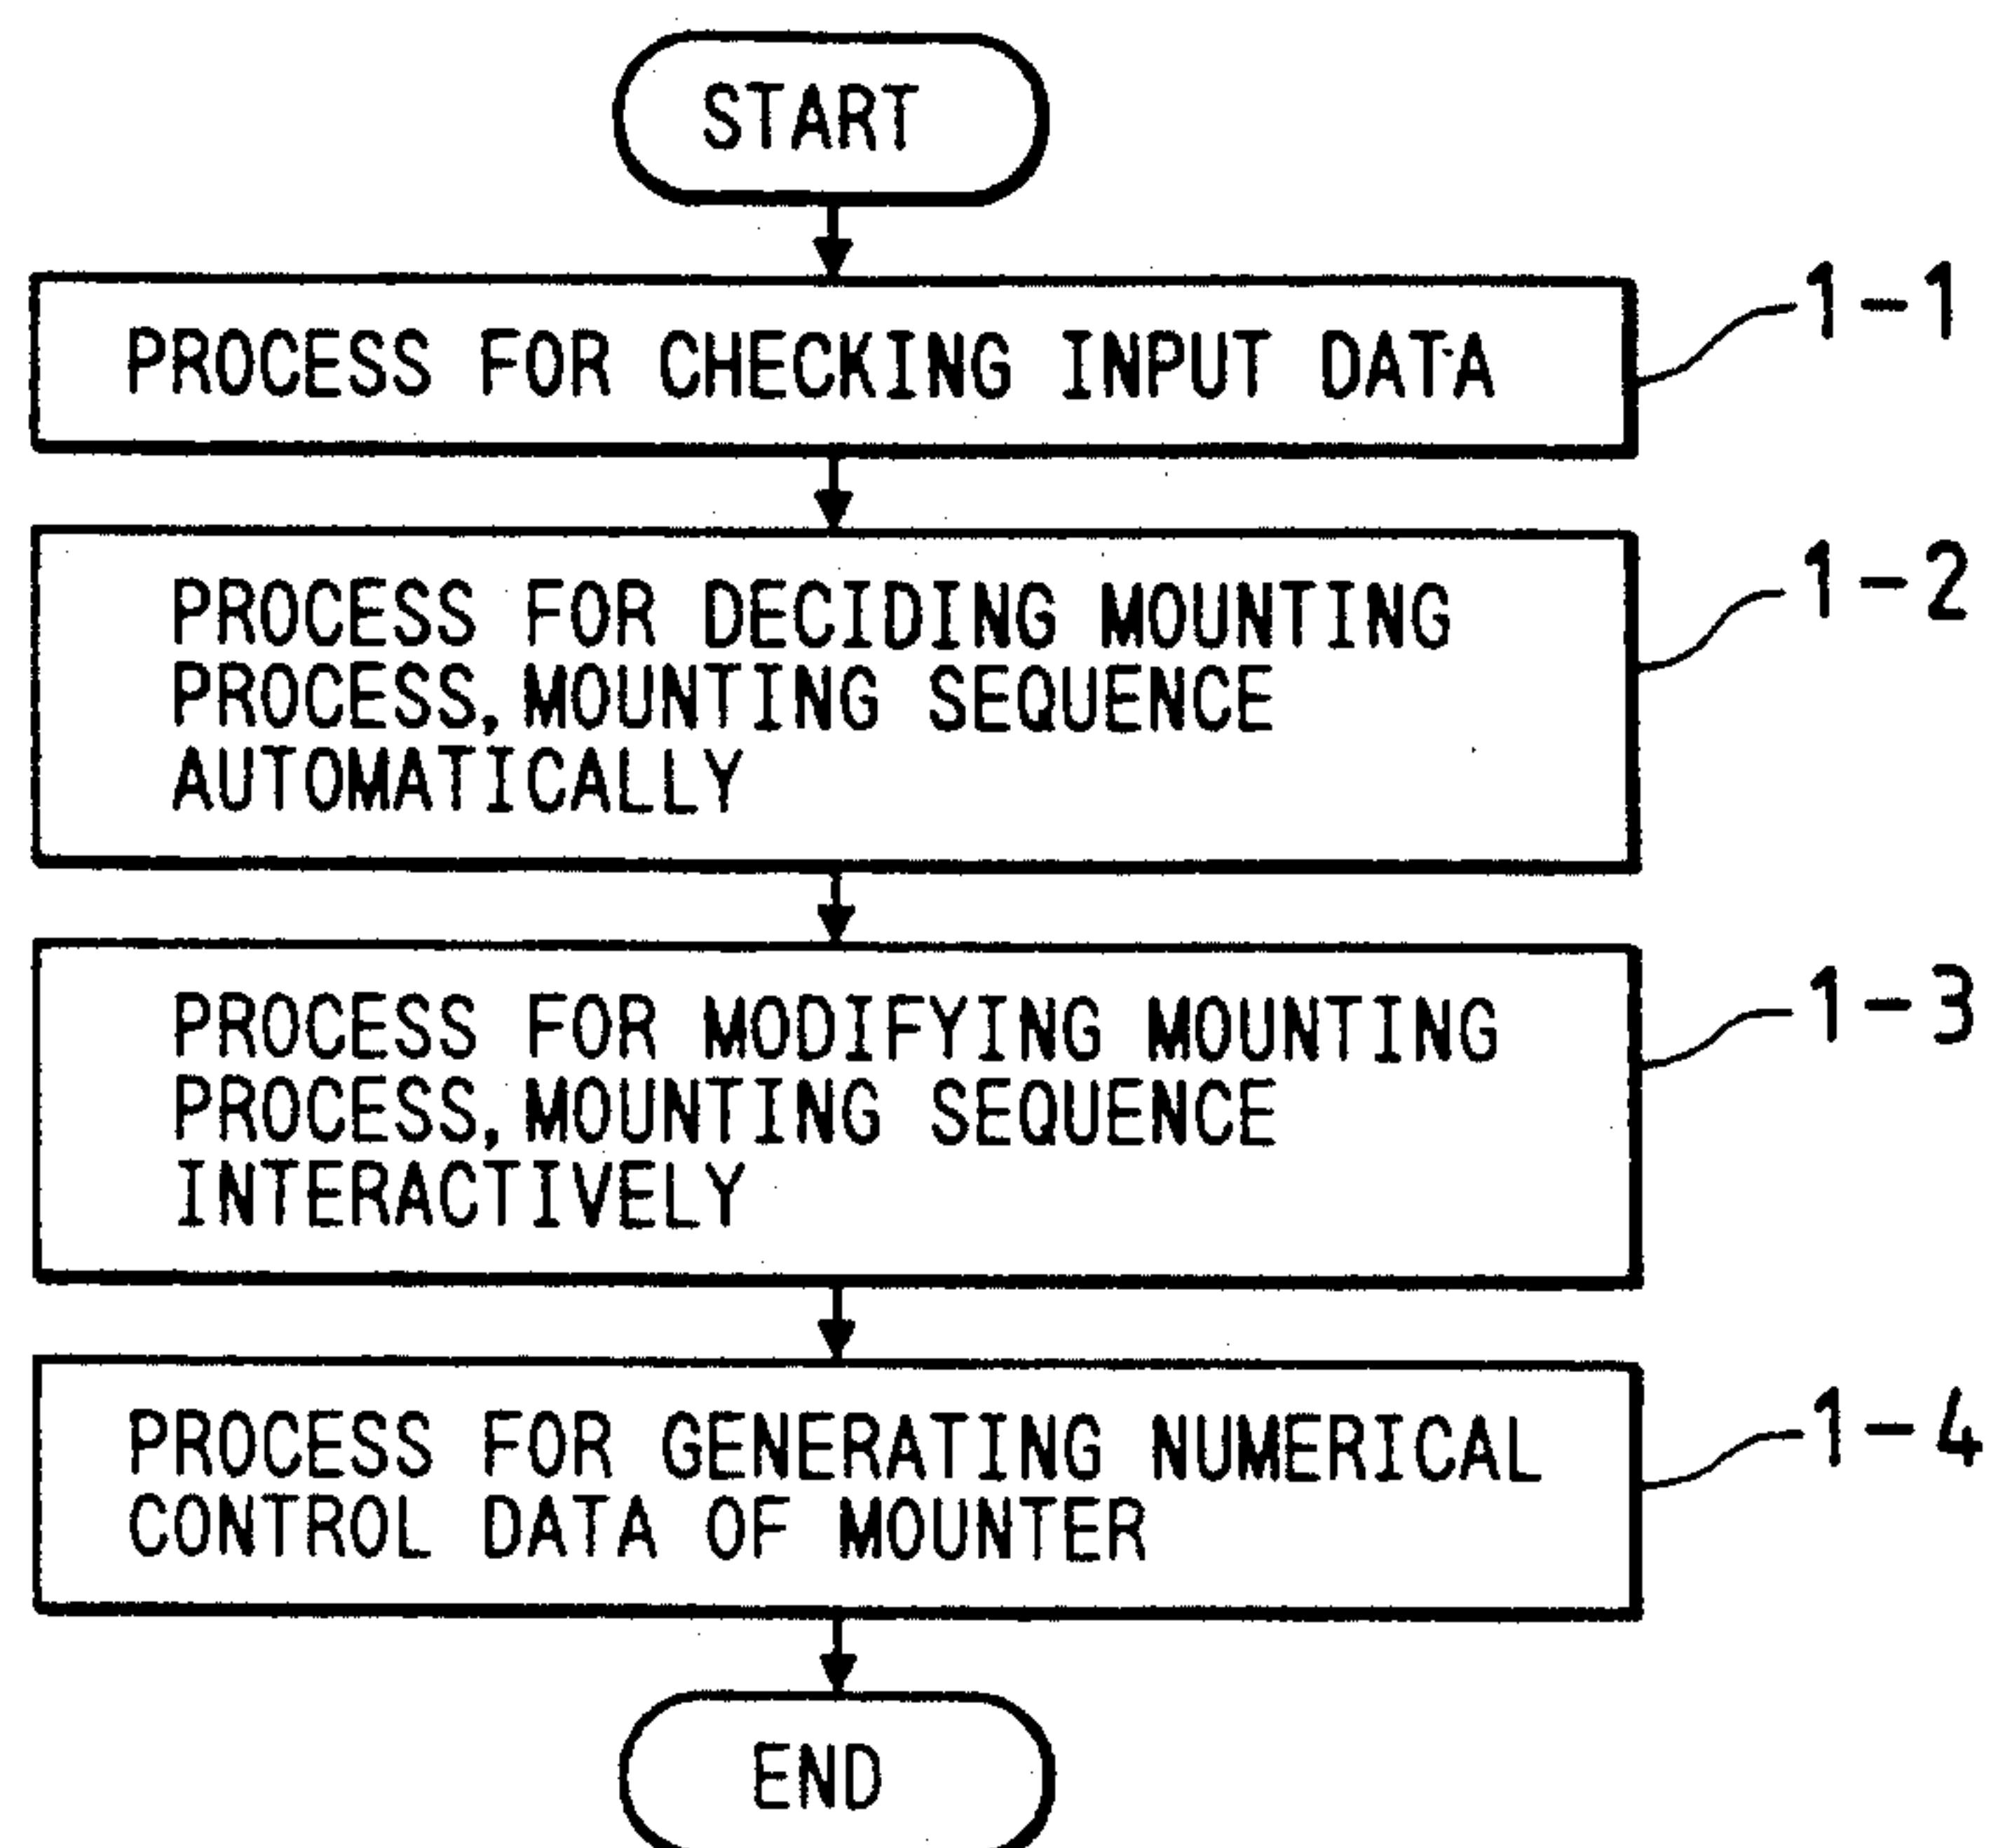 START
PROCESS FOR CHECKING INPUT DATA
1-1
PROCESS FOR DECIDING MOUNTING
PROCESS, MOUNTING SEQUENCE
AUTOMATICALLY
1-2
PROCESS FOR MODIFYING MOUNTING
PROCESS, MOUNTING SEQUENCE
INTERACTIVELY
1-3
PROCESS FOR GENERATING NUMERICAL
CONTROL DATA OF MOUNTER
1-4
END